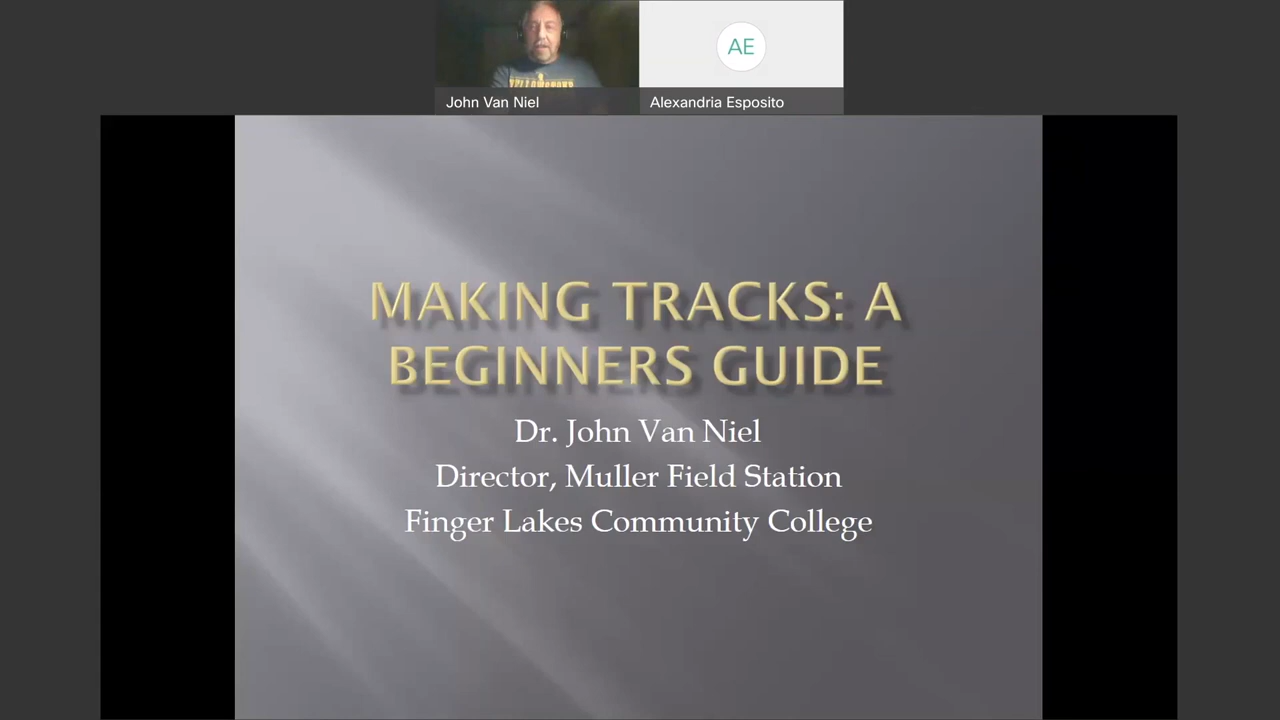 YELLOWSTONE
John Van Niel
AE
Alexandria Esposito
MAKING TRACKS: A
BEGINNERS GUIDE
Dr. John Van Niel
Director, Muller Field Station
Finger Lakes Community College